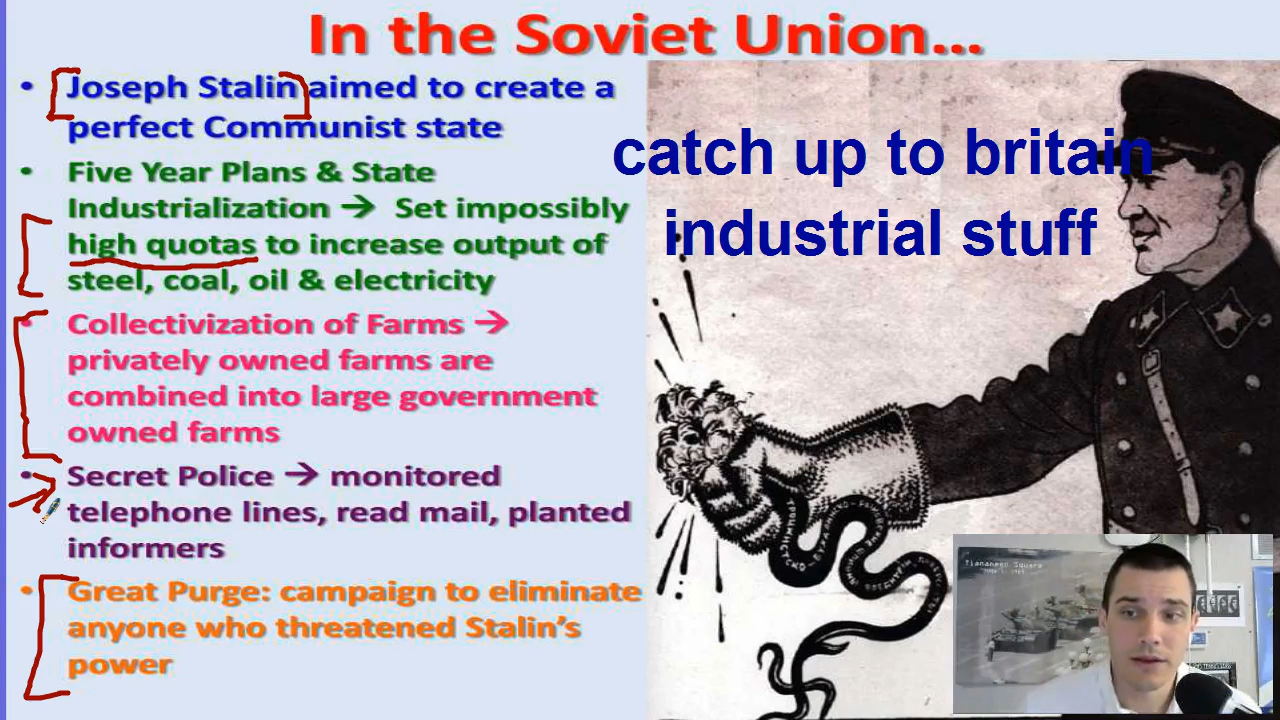 In the Soviet Union...
• Joseph Stalin aimed to create a
perfect Communist state
• Five Year Plans & State
Industrialization → Set impossibly
high quotas to increase output of
steel, coal, oil & electricity
• Collectivization of Farms →
privately owned farms are
combined into large government
owned farms
• Secret Police → monitored
telephone lines, read mail, planted
informers
• Great Purge: campaign to eliminate
anyone who threatened Stalin's
power
catch up to britain
industrial stuff
Tiananmen Square